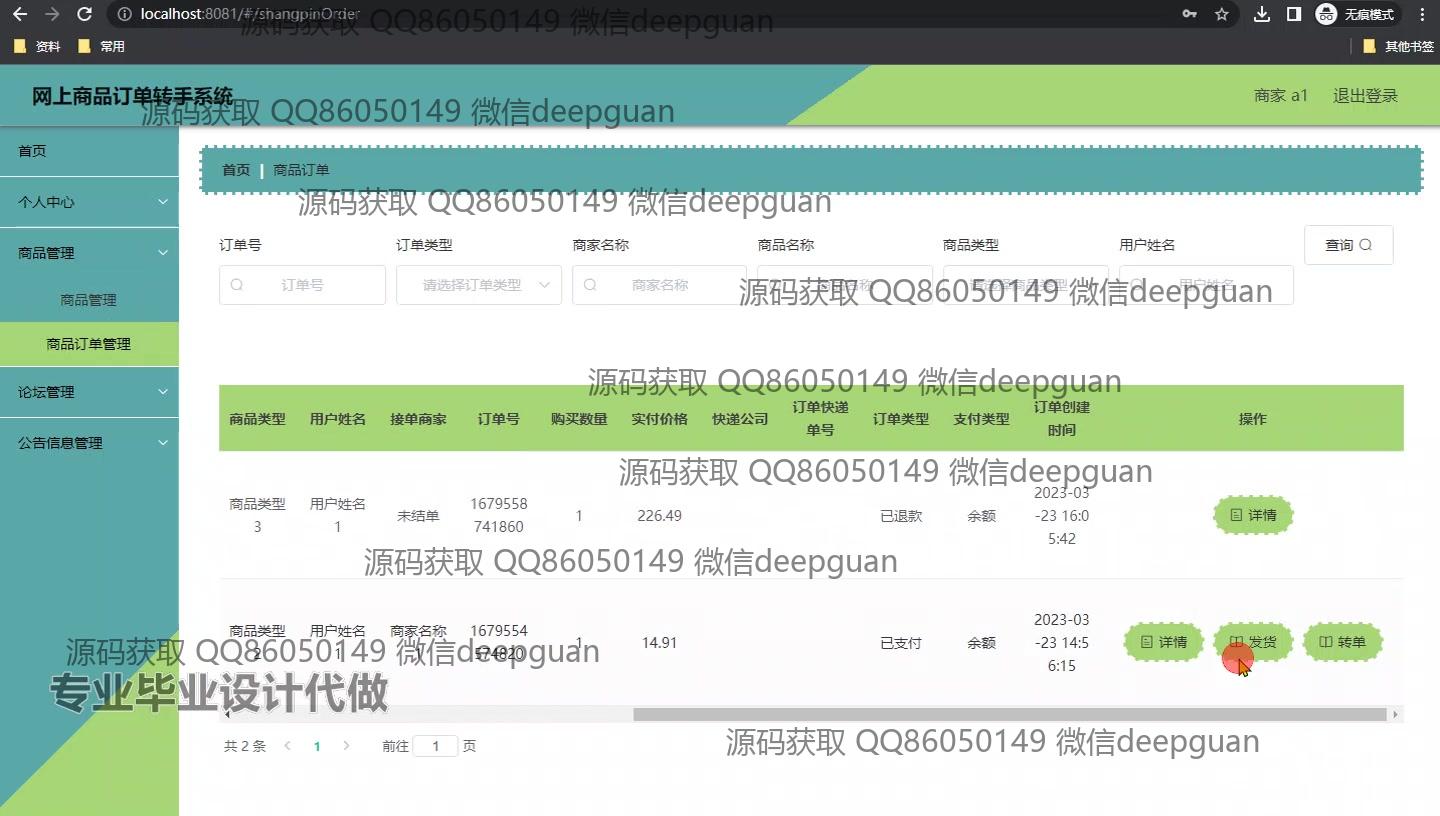 localhost:8081/#/shangpinOrder
无痕模式
资料 常用 其他书签
源码获取 QQ86050149 微信deepguan
网上商品订单转手系统
商家 a1 退出登录
源码获取 QQ86050149 微信deepguan
首页
个人中心
商品管理
商品管理
商品订单管理
论坛管理
公告信息管理
首页 | 商品订单
源码获取 QQ86050149 微信deepguan
订单号 订单类型 商家名称 商品名称 商品类型 用户姓名
查询
订单号 请选择订单类型 商家名称 商品名称 请选择商品类型 用户姓名
源码获取 QQ86050149 微信deepguan
源码获取 QQ86050149 微信deepguan
商品类型 用户姓名 接单商家 订单号 购买数量 实付价格 快递公司 订单快递单号 订单类型 支付类型 订单创建时间 操作
源码获取 QQ86050149 微信deepguan
商品类型3 用户姓名1 未结单 1679558741860 1 226.49 已退款 余额 2023-03-23 16:05:42 详情
源码获取 QQ86050149 微信deepguan
商品类型2 用户姓名1 商家名称1 1679554574820 1 14.91 已支付 余额 2023-03-23 14:56:15 详情 发货 转单
源码获取 QQ86050149 微信deepguan
专业毕业设计代做
共 2 条 1 前往 1 页
源码获取 QQ86050149 微信deepguan